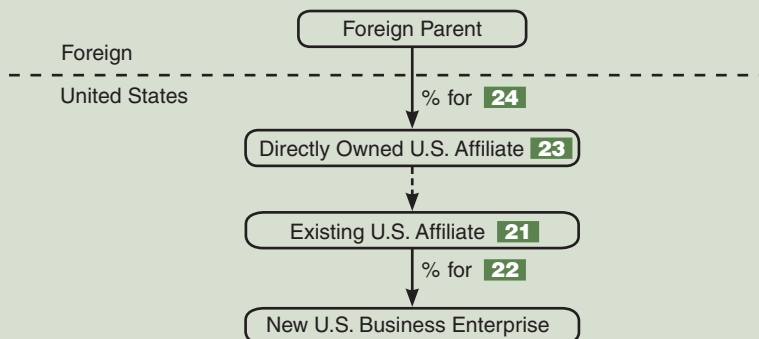 Foreign Parent
Foreign
United States
% for 24
Directly Owned U.S. Affiliate 23
Existing U.S. Affiliate 21
% for 22
New U.S. Business Enterprise